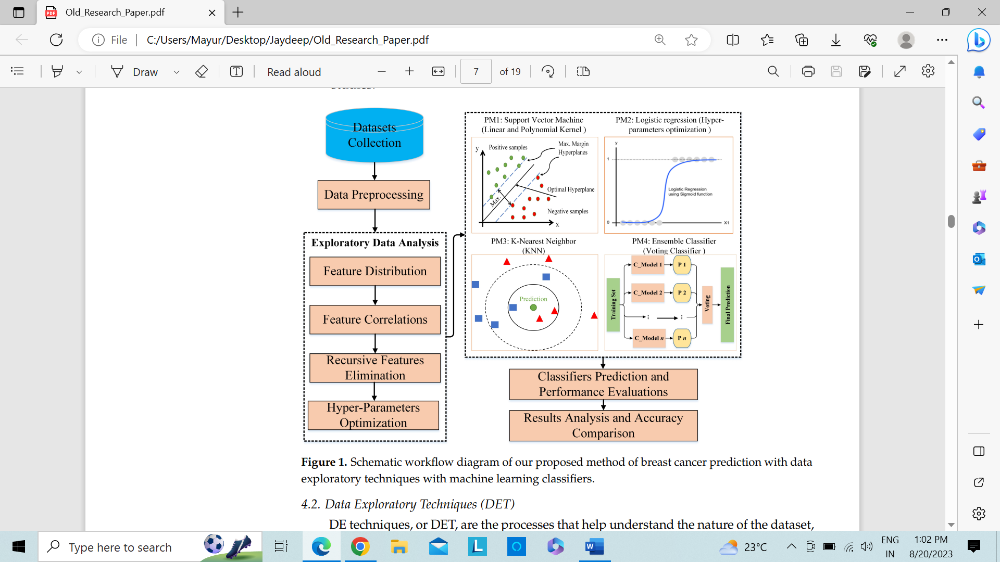 Old_Research_Paper.pdf
File
C:/Users/Mayur/Desktop/Jaydeep/Old_Research_Paper.pdf
Draw
Read aloud
7 of 19
Datasets
Collection
Data Preprocessing
Exploratory Data Analysis
Feature Distribution
Feature Correlations
Recursive Features
Elimination
Hyper-Parameters
Optimization
PM1: Support Vector Machine
(Linear and Polynomial Kernel )
y
Positive samples
Max. Margin
Hyperplanes
Optimal Hyperplane
Max.
Negative samples
x
PM2: Logistic regression (Hyper-
parameters optimization )
y
1
Logistic Regression
using Sigmoid function
0
X1
PM3: K-Nearest Neighbor
(KNN)
Prediction
PM4: Ensemble Classifier
(Voting Classifier )
Training Set
C_Model 1
P 1
C_Model 2
P 2
C_Model n
P n
Voting
Final Prediction
Classifiers Prediction and
Performance Evaluations
Results Analysis and Accuracy
Comparison
Figure 1. Schematic workflow diagram of our proposed method of breast cancer prediction with data
exploratory techniques with machine learning classifiers.
4.2. Data Exploratory Techniques (DET)
DE techniques, or DET, are the processes that help understand the nature of the dataset,
Type here to search
23°C
ENG
IN
1:02 PM
8/20/2023